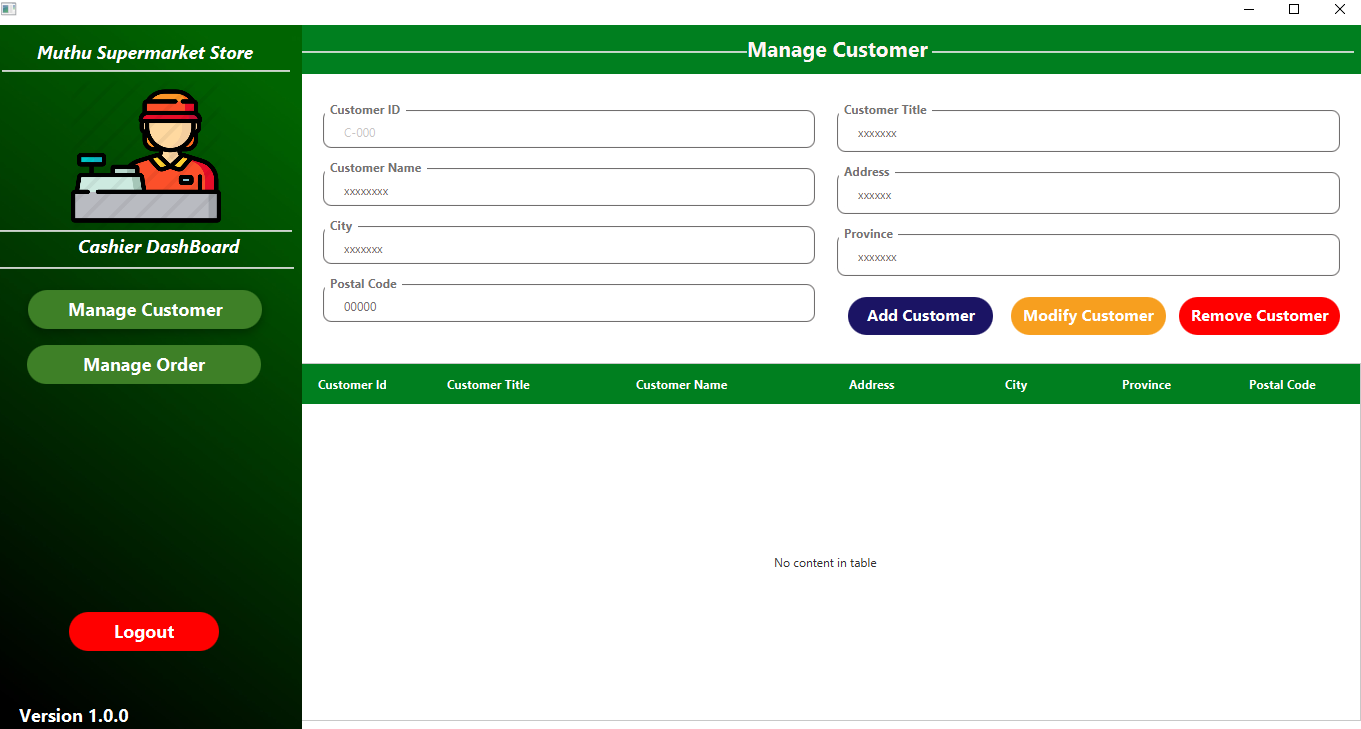 Muthu Supermarket Store
Cashier DashBoard
Manage Customer
Manage Order
Logout
Version 1.0.0
Manage Customer
Customer ID
C-000
Customer Title
xxxxxxx
Customer Name
xxxxxxxx
Address
xxxxxx
City
xxxxxxx
Province
xxxxxxx
Postal Code
00000
Add Customer Modify Customer Remove Customer
Customer Id Customer Title Customer Name Address City Province Postal Code
No content in table